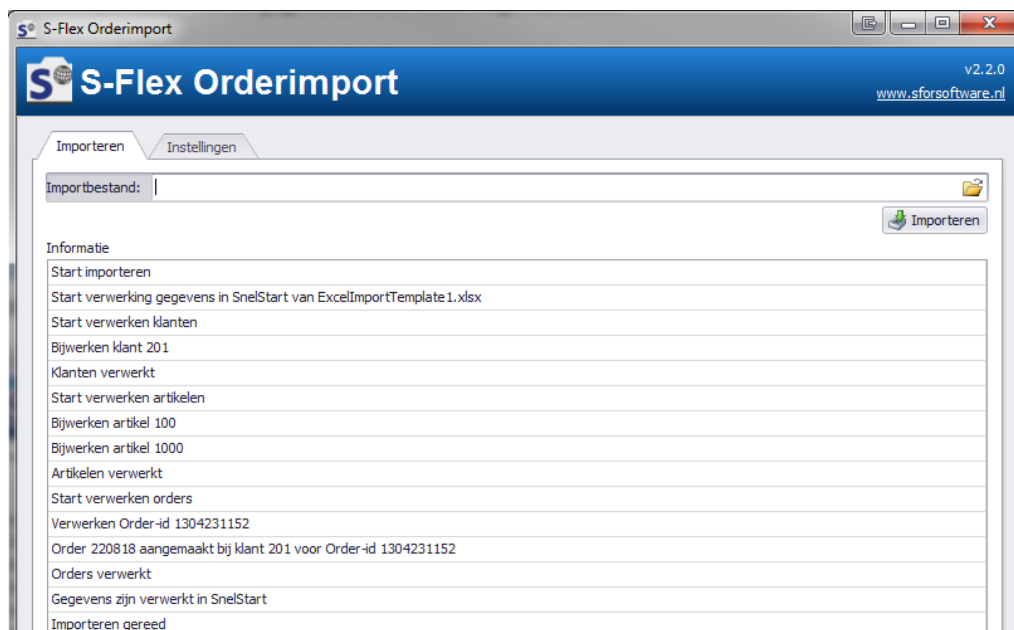 S-Flex Orderimport
S-Flex Orderimport
v2.2.0
www.sforsoftware.nl
Importeren
Instellingen
Importbestand:
Importeren
Informatie
Start importeren
Start verwerking gegevens in SnelStart van ExcelImportTemplate1.xlsx
Start verwerken klanten
Bijwerken klant 201
Klanten verwerkt
Start verwerken artikelen
Bijwerken artikel 100
Bijwerken artikel 1000
Artikelen verwerkt
Start verwerken orders
Verwerken Order-id 1304231152
Order 220818 aangemaakt bij klant 201 voor Order-id 1304231152
Orders verwerkt
Gegevens zijn verwerkt in SnelStart
Importeren gereed